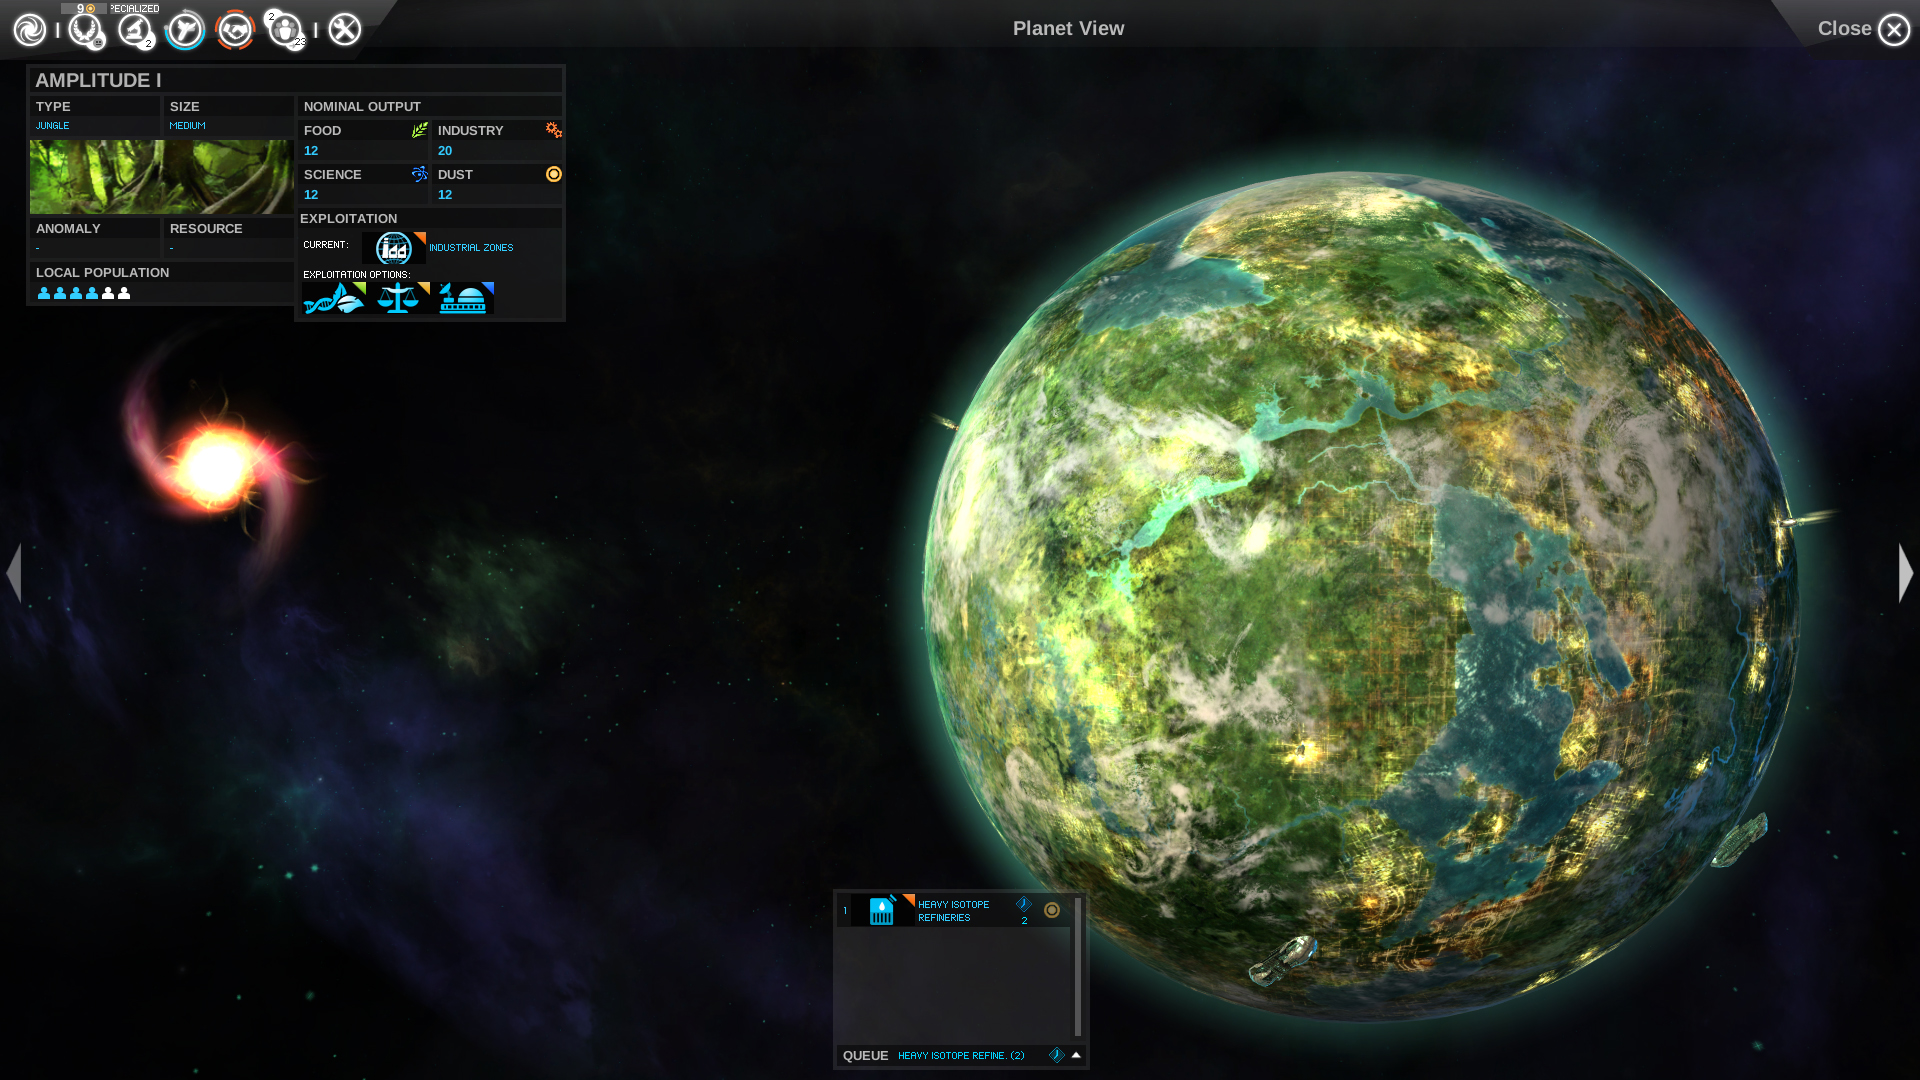 9
PECIALIZED
2
2
23
Planet View
Close
AMPLITUDE I
TYPE
JUNGLE
SIZE
MEDIUM
NOMINAL OUTPUT
FOOD
12
INDUSTRY
20
SCIENCE
12
DUST
12
ANOMALY
-
RESOURCE
-
LOCAL POPULATION
EXPLOITATION
CURRENT:
INDUSTRIAL ZONES
EXPLOITATION OPTIONS:
1
HEAVY ISOTOPE
REFINERIES
2
QUEUE HEAVY ISOTOPE REFINE. (2)